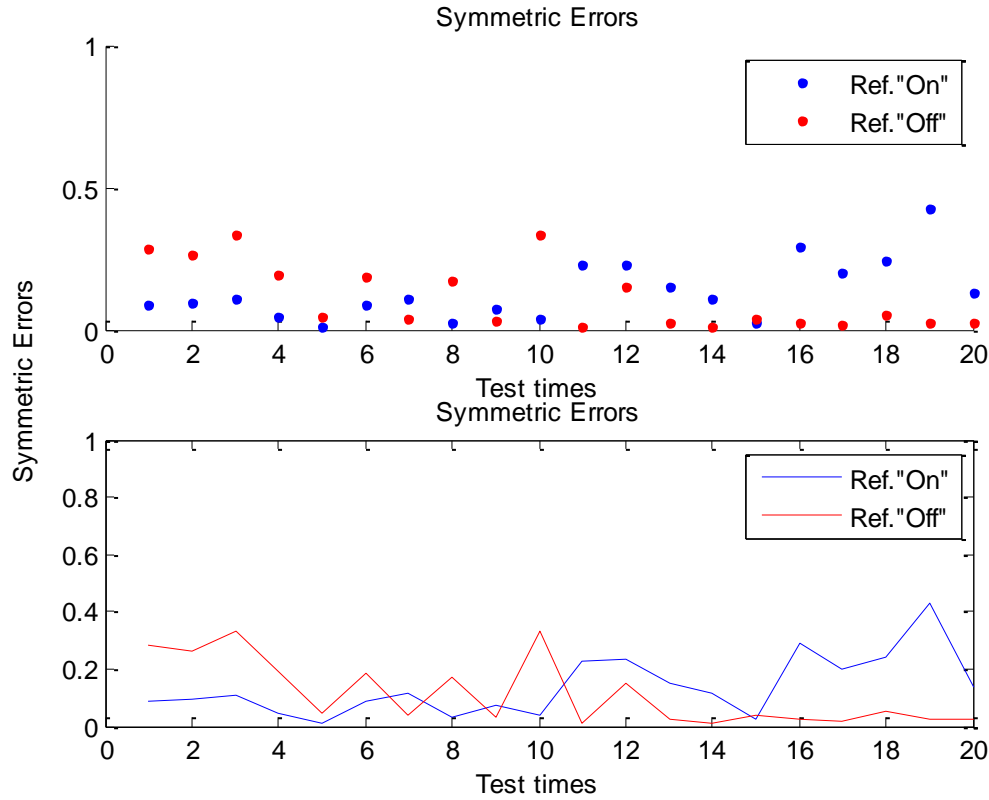 Symmetric Errors
1
0.5
0
0 2 4 6 8 10 12 14 16 18 20
Ref."On"
Ref."Off"
Test times
Symmetric Errors
Symmetric Errors
1
0.8
0.6
0.4
0.2
0
0 2 4 6 8 10 12 14 16 18 20
Ref."On"
Ref."Off"
Test times